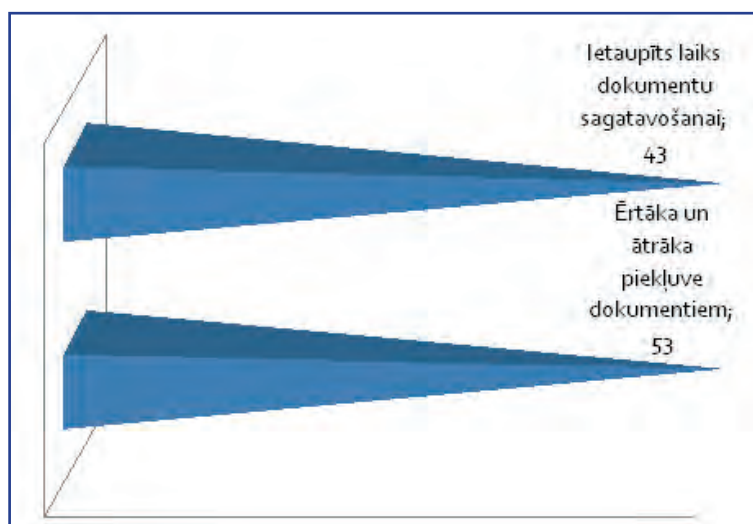 Ietaupīts laiks
dokumentu
sagatavošanai;
43
Ērtāka un
ātrāka
piekļuve
dokumentiem;
53